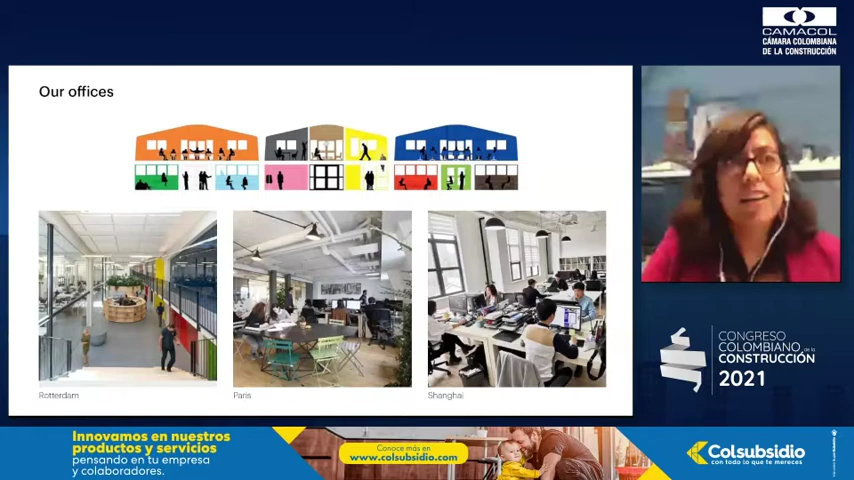 CAMACOL
CÁMARA COLOMBIANA
DE LA CONSTRUCCIÓN
Our offices
Rotterdam
Paris
Shanghai
CONGRESO
COLOMBIANO de la
CONSTRUCCIÓN
2021
Innovamos en nuestros
productos y servicios
pensando en tu empresa
y colaboradores.
Conoce más en
www.colsubsidio.com
Colsubsidio
con todo lo que te mereces